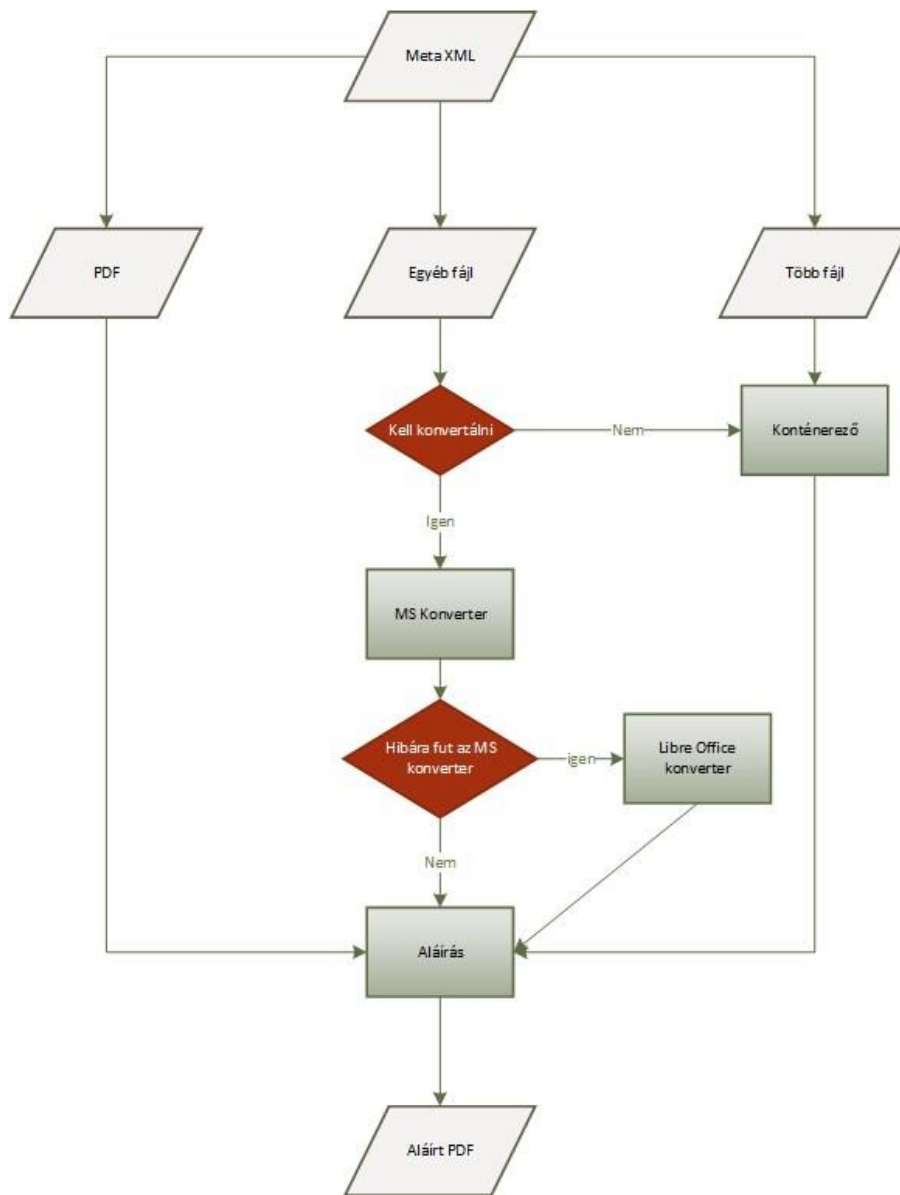 Meta XML
PDF
Egyéb fájl
Több fájl
Kell konvertálni
Nem
Konténerező
Igen
MS Konverter
Hibára fut az MS
konverter
igen
Libre Office
konverter
Nem
Aláírás
Aláírt PDF